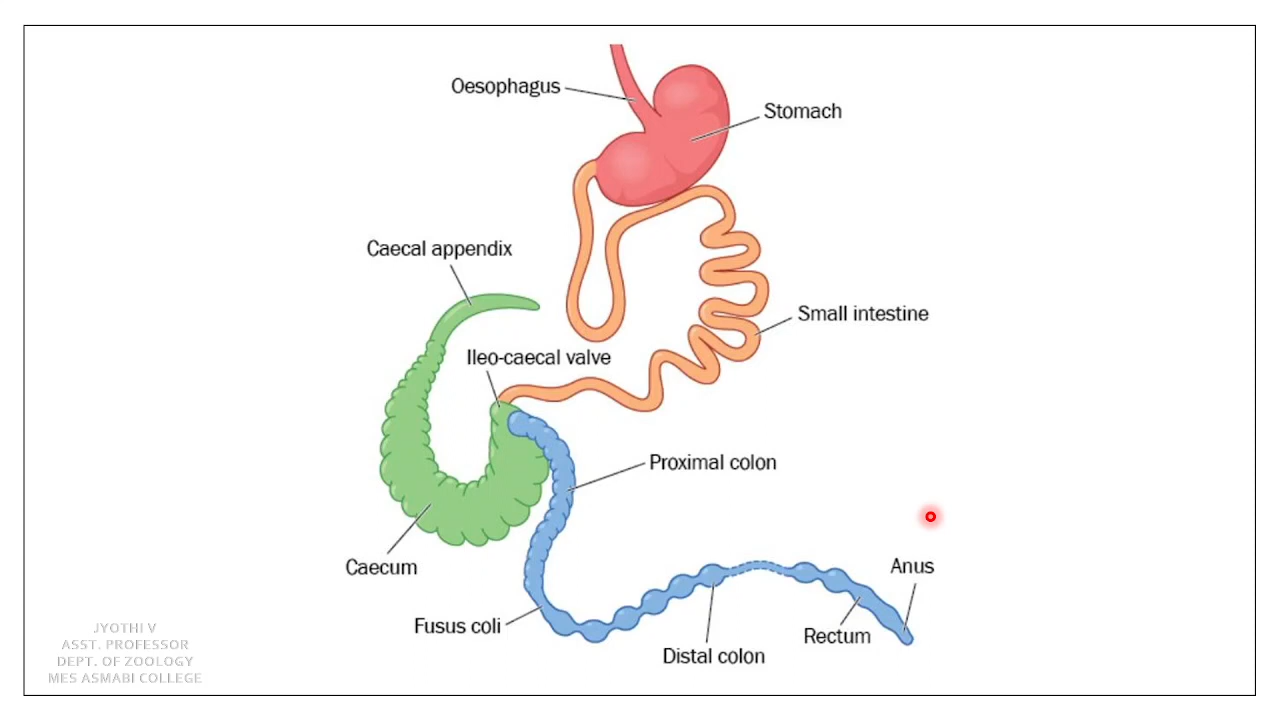 Oesophagus
Stomach
Caecal appendix
Small intestine
Ileo-caecal valve
Proximal colon
Caecum
Anus
Fusus coli
Rectum
Distal colon
JYOTHI V
ASST. PROFESSOR
DEPT. OF ZOOLOGY
MES ASMABI COLLEGE